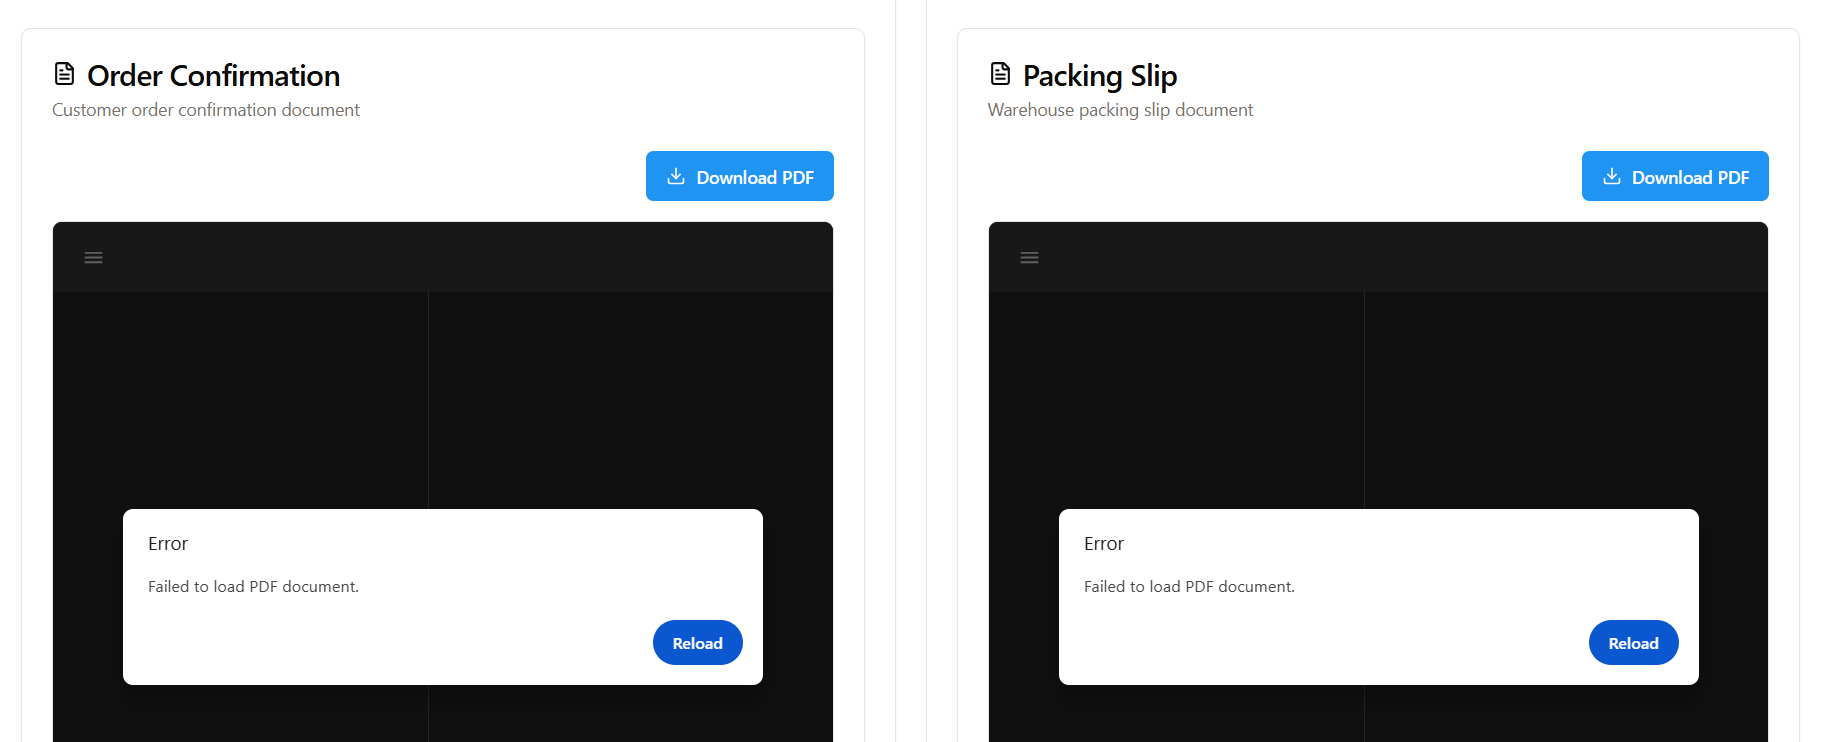 Order Confirmation
Customer order confirmation document
Download PDF
Error
Failed to load PDF document.
Reload
Packing Slip
Warehouse packing slip document
Download PDF
Error
Failed to load PDF document.
Reload